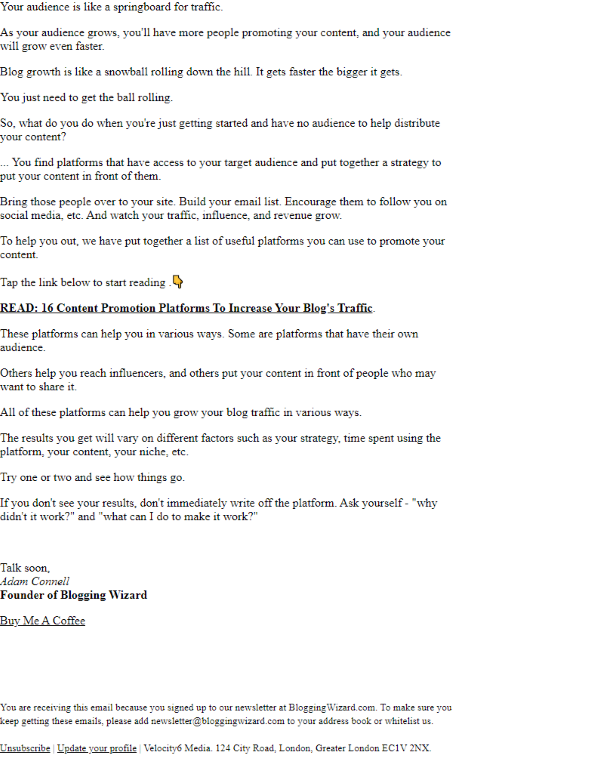 Your audience is like a springboard for traffic.
As your audience grows, you'll have more people promoting your content, and your audience
will grow even faster.
Blog growth is like a snowball rolling down the hill. It gets faster the bigger it gets.
You just need to get the ball rolling.
So, what do you do when you're just getting started and have no audience to help distribute
your content?
... You find platforms that have access to your target audience and put together a strategy to
put your content in front of them.
Bring those people over to your site. Build your email list. Encourage them to follow you on
social media, etc. And watch your traffic, influence, and revenue grow.
To help you out, we have put together a list of useful platforms you can use to promote your
content.
Tap the link below to start reading .👇
READ: 16 Content Promotion Platforms To Increase Your Blog's Traffic.
These platforms can help you in various ways. Some are platforms that have their own
audience.
Others help you reach influencers, and others put your content in front of people who may
want to share it.
All of these platforms can help you grow your blog traffic in various ways.
The results you get will vary on different factors such as your strategy, time spent using the
platform, your content, your niche, etc.
Try one or two and see how things go.
If you don't see your results, don't immediately write off the platform. Ask yourself - "why
didn't it work?" and "what can I do to make it work?"
Talk soon,
Adam Connell
Founder of Blogging Wizard
Buy Me A Coffee
You are receiving this email because you signed up to our newsletter at BloggingWizard.com. To make sure you
keep getting these emails, please add newsletter@bloggingwizard.com to your address book or whitelist us.
Unsubscribe | Update your profile | Velocity6 Media. 124 City Road, London, Greater London EC1V 2NX.